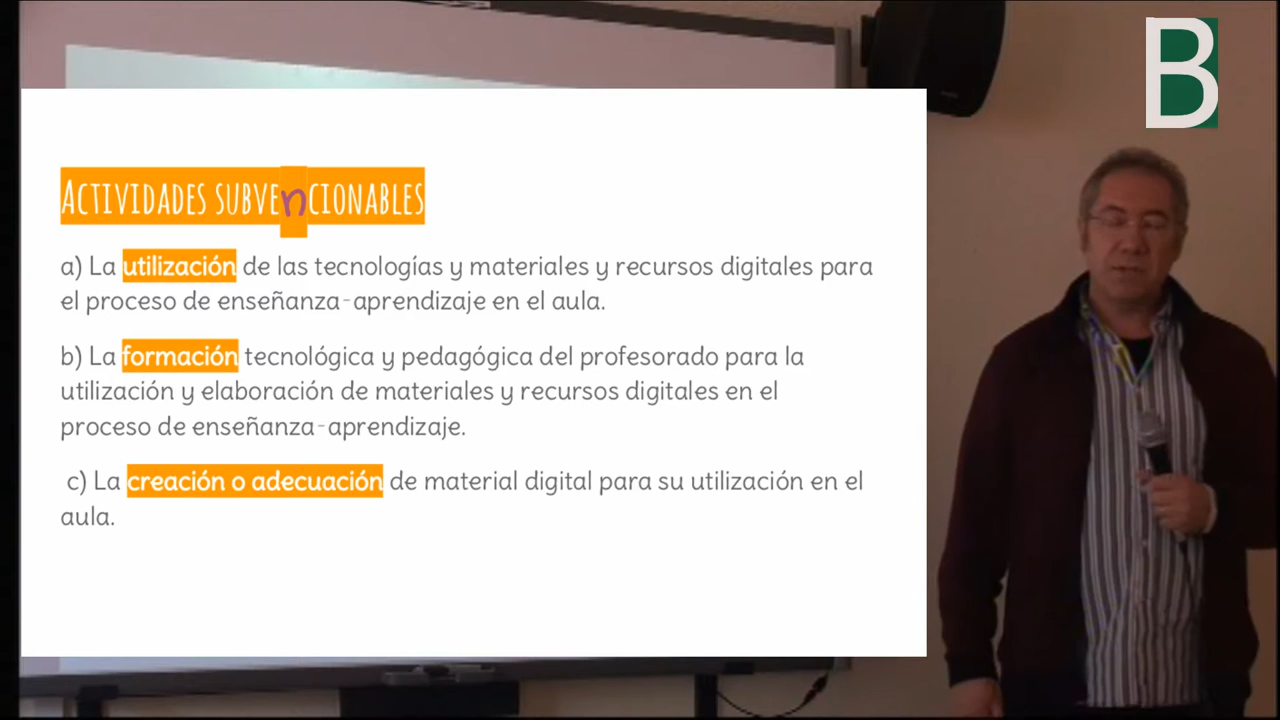 B
Actividades subvencionables
a) La utilización de las tecnologías y materiales y recursos digitales para
el proceso de enseñanza-aprendizaje en el aula.
b) La formación tecnológica y pedagógica del profesorado para la
utilización y elaboración de materiales y recursos digitales en el
proceso de enseñanza-aprendizaje.
c) La creación o adecuación de material digital para su utilización en el
aula.